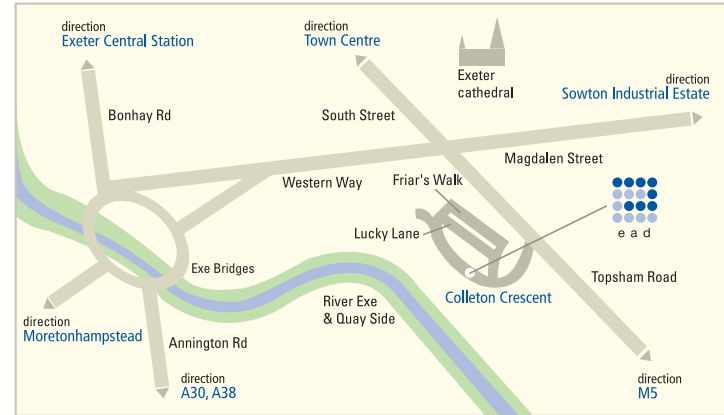 direction
Exeter Central Station
direction
Town Centre
Exeter
cathedral
direction
Sowton Industrial Estate
Bonhay Rd
South Street
Magdalen Street
Western Way
Friar's Walk
Lucky Lane
e a d
Exe Bridges
Topsham Road
River Exe
& Quay Side
Colleton Crescent
direction
Moretonhampstead
Annington Rd
direction
A30, A38
direction
M5